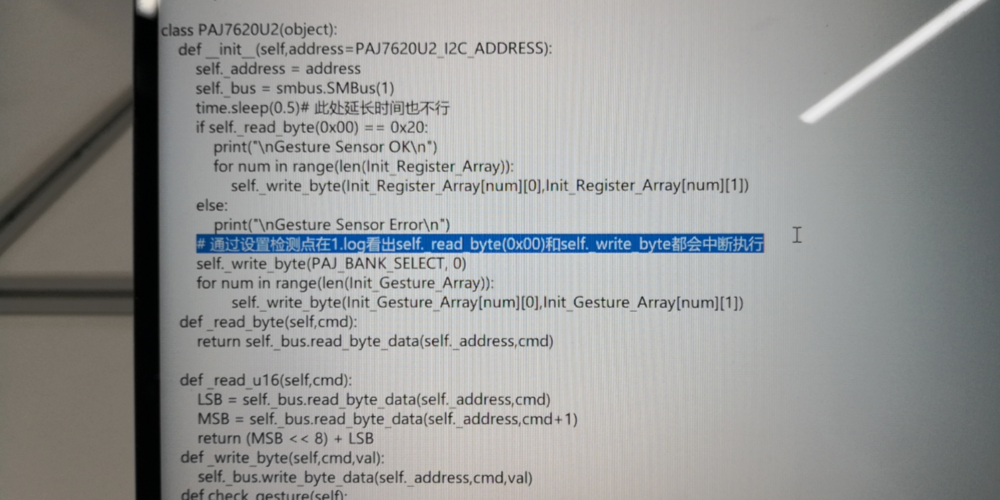 class PAJ7620U2(object):
def __init__(self,address=PAJ7620U2_I2C_ADDRESS):
self._address = address
self._bus = smbus.SMBus(1)
time.sleep(0.5)# 此处延长时间也不行
if self._read_byte(0x00) == 0x20:
print("\nGesture Sensor OK\n")
for num in range(len(Init_Register_Array)):
self._write_byte(Init_Register_Array[num][0],Init_Register_Array[num][1])
else:
print("\nGesture Sensor Error\n")
# 通过设置检测点在1.log看出self._read_byte(0x00)和self._write_byte都会中断执行
self._write_byte(PAJ_BANK_SELECT, 0)
for num in range(len(Init_Gesture_Array)):
self._write_byte(Init_Gesture_Array[num][0],Init_Gesture_Array[num][1])
def _read_byte(self,cmd):
return self._bus.read_byte_data(self._address,cmd)
def _read_u16(self,cmd):
LSB = self._bus.read_byte_data(self._address,cmd)
MSB = self._bus.read_byte_data(self._address,cmd+1)
return (MSB << 8) + LSB
def _write_byte(self,cmd,val):
self._bus.write_byte_data(self._address,cmd,val)
def check_gesture(self):